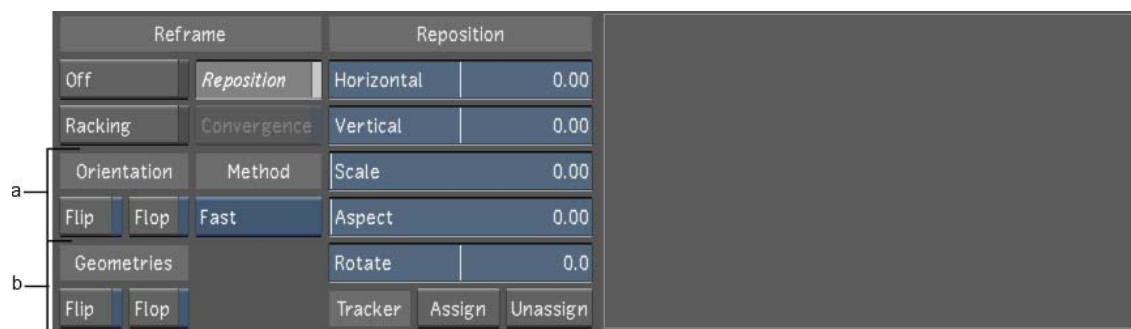 Reframe Reposition
Off Reposition Horizontal 0.00
Racking Convergence Vertical 0.00
a Orientation Method Scale 0.00
Flip Flop Fast Aspect 0.00
b Geometries Rotate 0.0
Flip Flop Tracker Assign Unassign